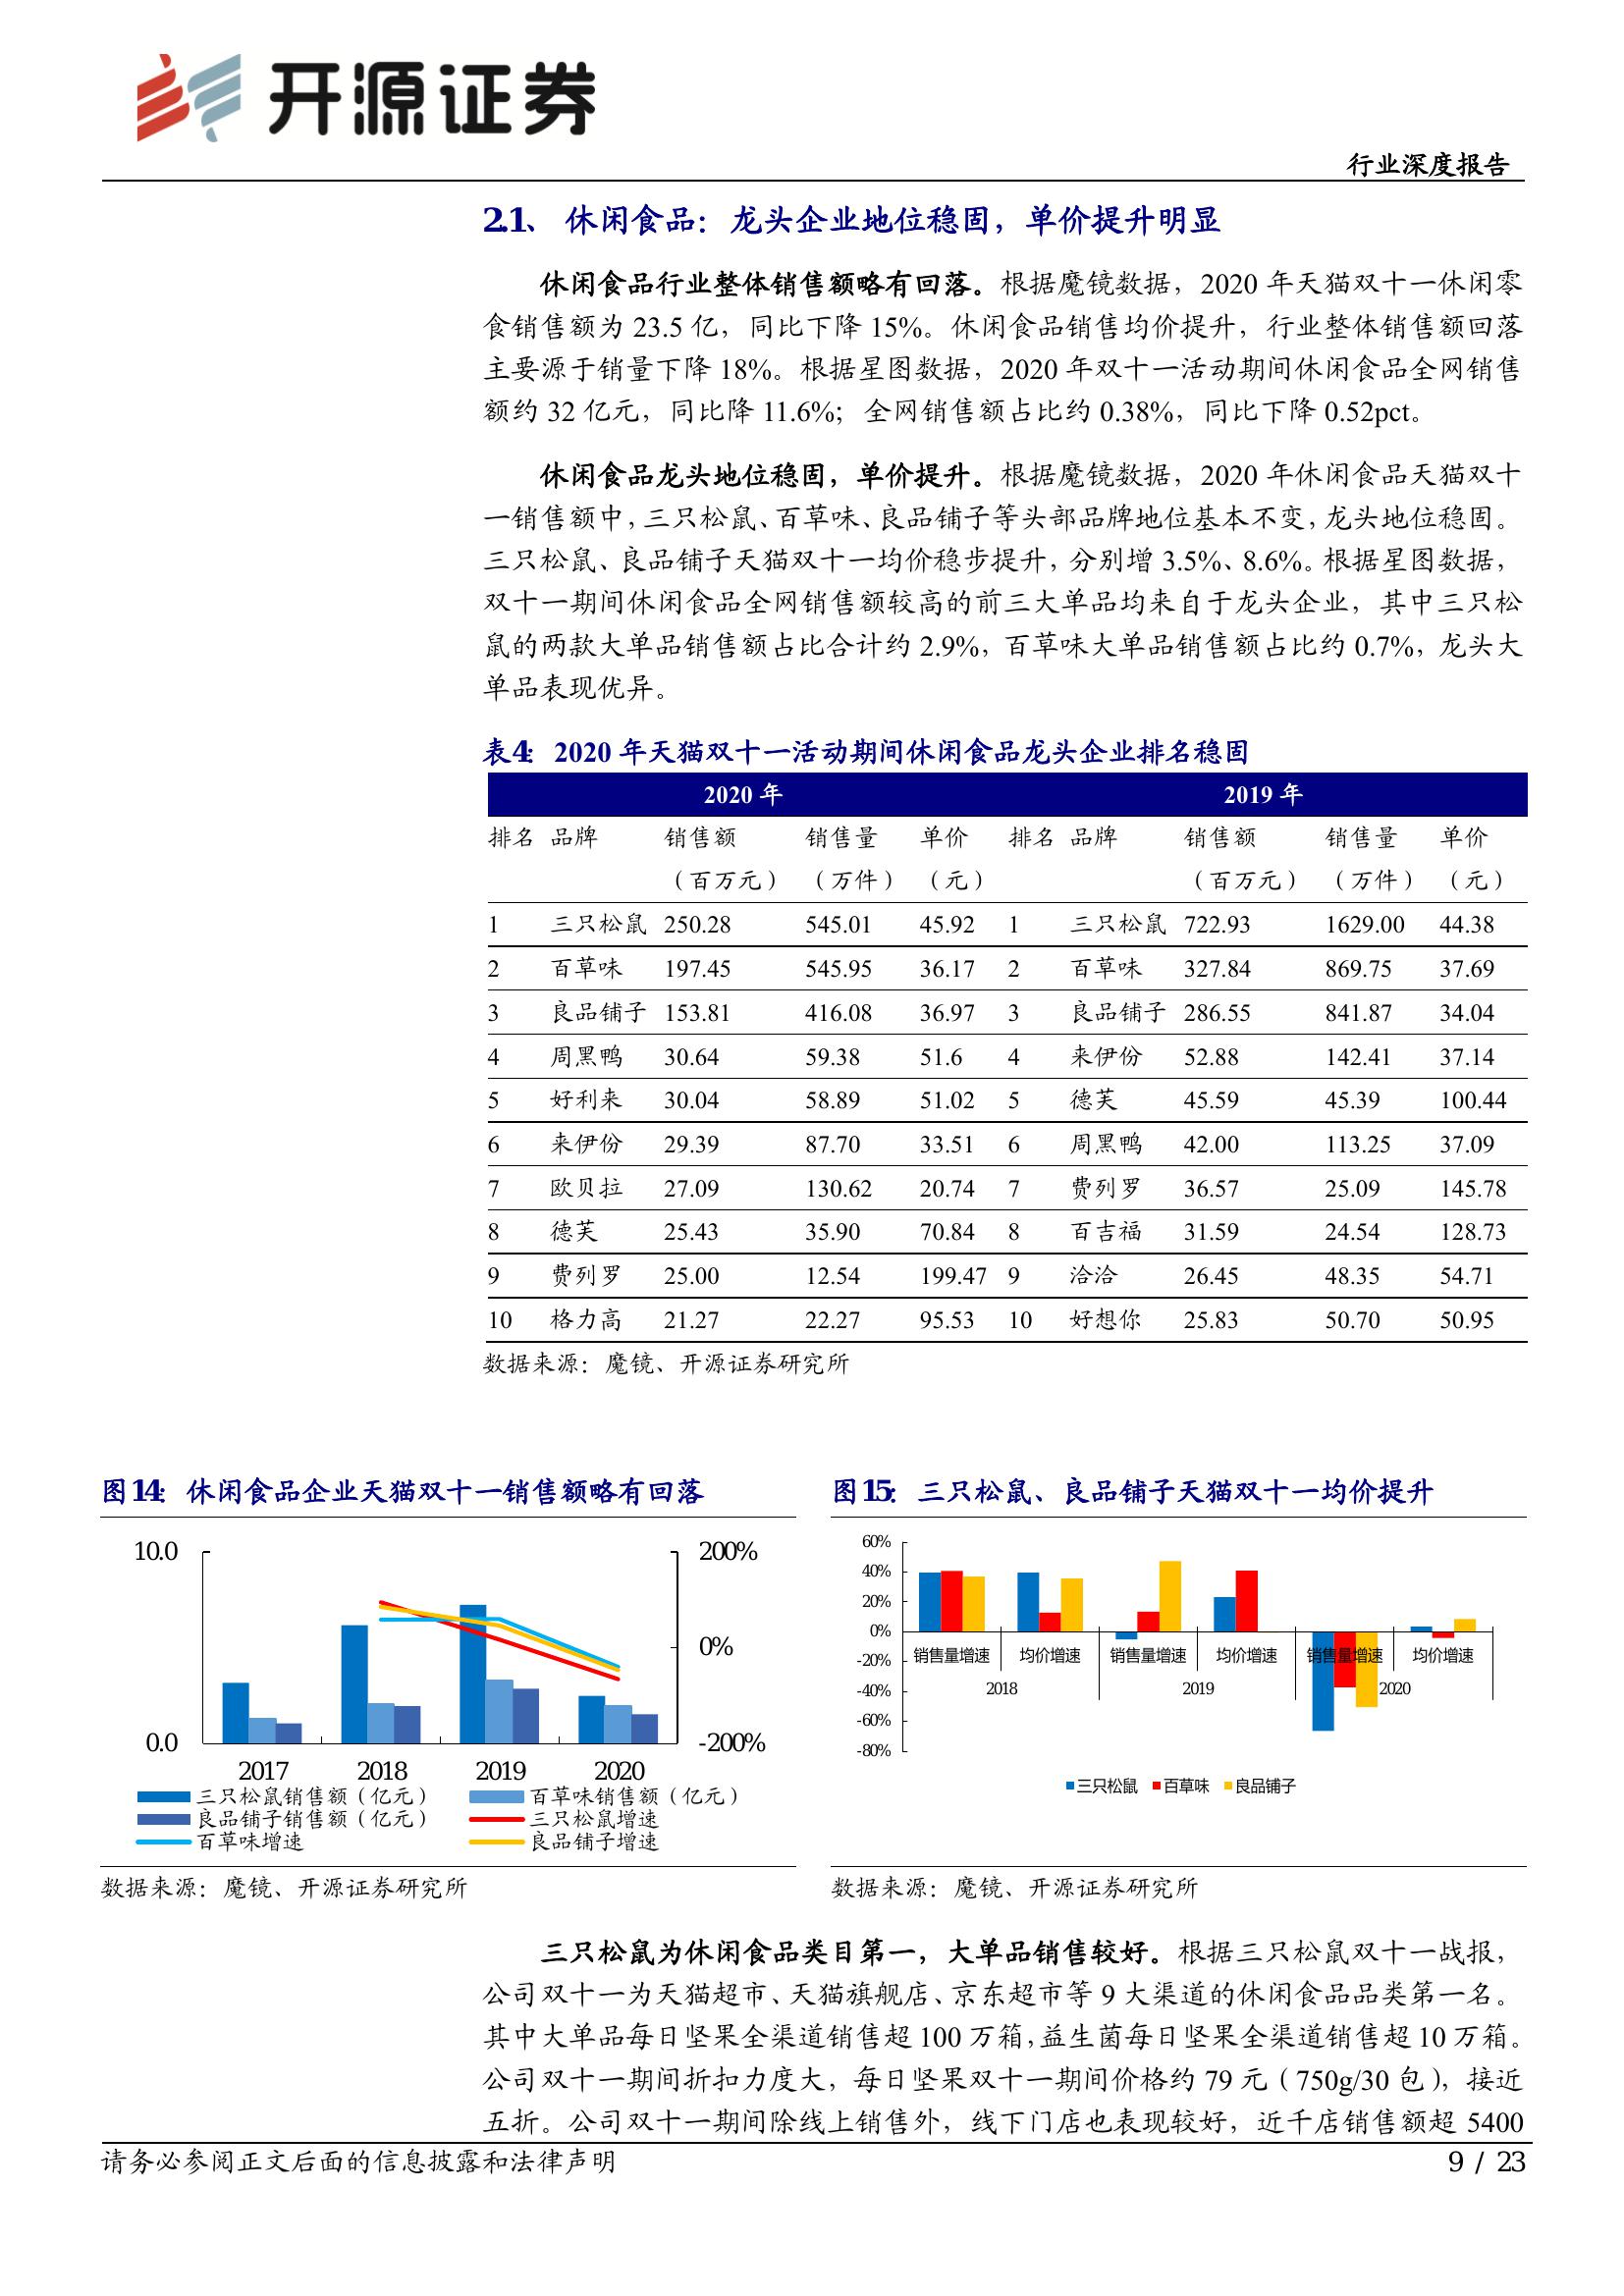 开源证券
行业深度报告
2.1、 休闲食品：龙头企业地位稳固，单价提升明显
休闲食品行业整体销售额略有回落。根据魔镜数据，2020 年天猫双十一休闲零
食销售额为 23.5 亿，同比下降 15%。休闲食品销售均价提升，行业整体销售额回落
主要源于销量下降 18%。根据星图数据，2020 年双十一活动期间休闲食品全网销售
额约 32 亿元，同比降 11.6%；全网销售额占比约 0.38%，同比下降 0.52pct。
休闲食品龙头地位稳固，单价提升。根据魔镜数据，2020 年休闲食品天猫双十
一销售额中，三只松鼠、百草味、良品铺子等头部品牌地位基本不变，龙头地位稳固。
三只松鼠、良品铺子天猫双十一均价稳步提升，分别增 3.5%、8.6%。根据星图数据，
双十一期间休闲食品全网销售额较高的前三大单品均来自于龙头企业，其中三只松
鼠的两款大单品销售额占比合计约 2.9%，百草味大单品销售额占比约 0.7%，龙头大
单品表现优异。
表4： 2020 年天猫双十一活动期间休闲食品龙头企业排名稳固
2020 年 2019 年
排名 品牌 销售额 销售量 单价 排名 品牌 销售额 销售量 单价
（百万元） （万件） （元） （百万元） （万件） （元）
1 三只松鼠 250.28 545.01 45.92 1 三只松鼠 722.93 1629.00 44.38
2 百草味 197.45 545.95 36.17 2 百草味 327.84 869.75 37.69
3 良品铺子 153.81 416.08 36.97 3 良品铺子 286.55 841.87 34.04
4 周黑鸭 30.64 59.38 51.6 4 来伊份 52.88 142.41 37.14
5 好利来 30.04 58.89 51.02 5 德芙 45.59 45.39 100.44
6 来伊份 29.39 87.70 33.51 6 周黑鸭 42.00 113.25 37.09
7 欧贝拉 27.09 130.62 20.74 7 费列罗 36.57 25.09 145.78
8 德芙 25.43 35.90 70.84 8 百吉福 31.59 24.54 128.73
9 费列罗 25.00 12.54 199.47 9 洽洽 26.45 48.35 54.71
10 格力高 21.27 22.27 95.53 10 好想你 25.83 50.70 50.95
数据来源：魔镜、开源证券研究所
图14： 休闲食品企业天猫双十一销售额略有回落
10.0 200%
0%
0.0 -200%
2017 2018 2019 2020
三只松鼠销售额（亿元） 百草味销售额（亿元）
良品铺子销售额（亿元） 三只松鼠增速
百草味增速 良品铺子增速
数据来源：魔镜、开源证券研究所
图15： 三只松鼠、良品铺子天猫双十一均价提升
60%
40%
20%
0%
-20%
-40%
-60%
-80%
销售量增速 均价增速 销售量增速 均价增速 销售量增速 均价增速
2018 2019 2020
三只松鼠 百草味 良品铺子
数据来源：魔镜、开源证券研究所
三只松鼠为休闲食品类目第一，大单品销售较好。根据三只松鼠双十一战报，
公司双十一为天猫超市、天猫旗舰店、京东超市等 9 大渠道的休闲食品品类第一名。
其中大单品每日坚果全渠道销售超 100 万箱，益生菌每日坚果全渠道销售超 10 万箱。
公司双十一期间折扣力度大，每日坚果双十一期间价格约 79 元（750g/30 包），接近
五折。公司双十一期间除线上销售外，线下门店也表现较好，近千店销售额超 5400
请务必参阅正文后面的信息披露和法律声明 9 / 23